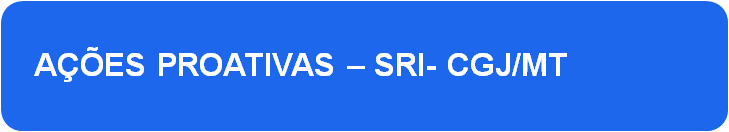 AÇÕES PROATIVAS – SRI- CGJ/MT